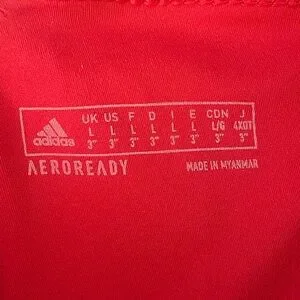 adidas
UK US F D I E CDN J
L L L L L L L/G 4XOT
3" 3" 3" 3" 3" 3" 3" 3"
AEROREADY
MADE IN MYANMAR